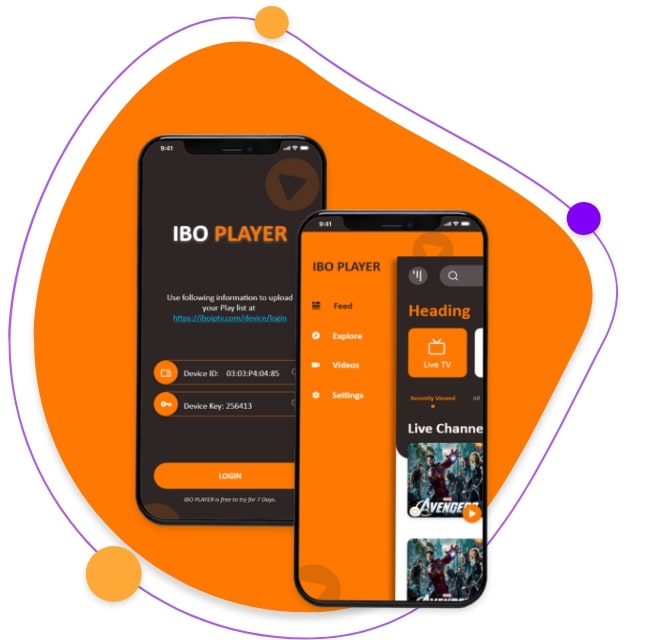 9:41
IBO PLAYER
Use following information to upload
your Play list at
https://iboiptv.com/device/login
Device ID: 03:03:P4:04:85
Device Key: 256413
LOGIN
IBO PLAYER is free to try for 7 Days.
9:41
IBO PLAYER
Feed
Explore
Videos
Settings
Heading
Live TV
Recently Viewed All
Live Channe
MARVEL
AVENGERS